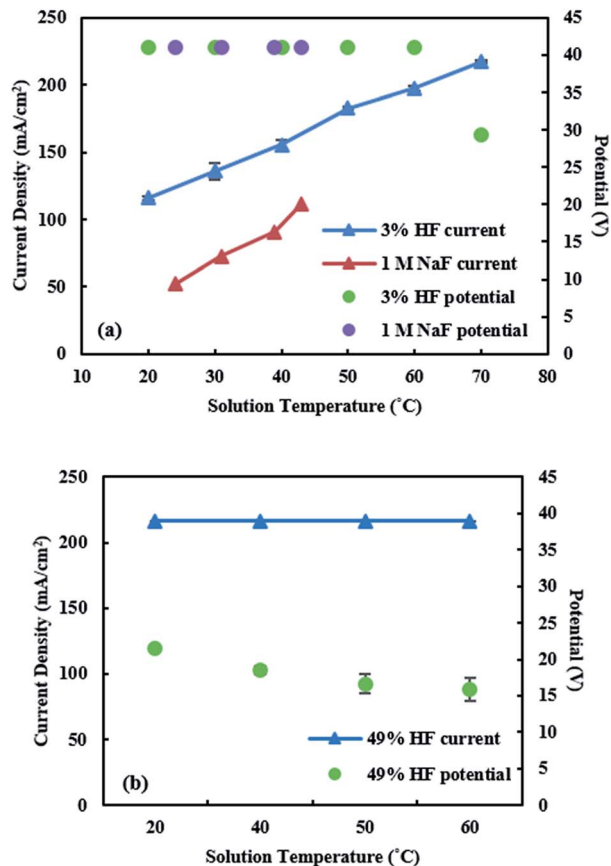 250
200
150
100
50
0
Current Density (mA/cm²)
45
40
35
30
25
20
15
10
5
0
Potential (V)
3% HF current
1 M NaF current
3% HF potential
1 M NaF potential
(a)
10 20 30 40 50 60 70 80
Solution Temperature (˚C)
250
200
150
100
50
0
Current Density (mA/cm²)
45
40
35
30
25
20
15
10
5
0
Potential (V)
49% HF current
49% HF potential
(b)
20 40 50 60
Solution Temperature (˚C)